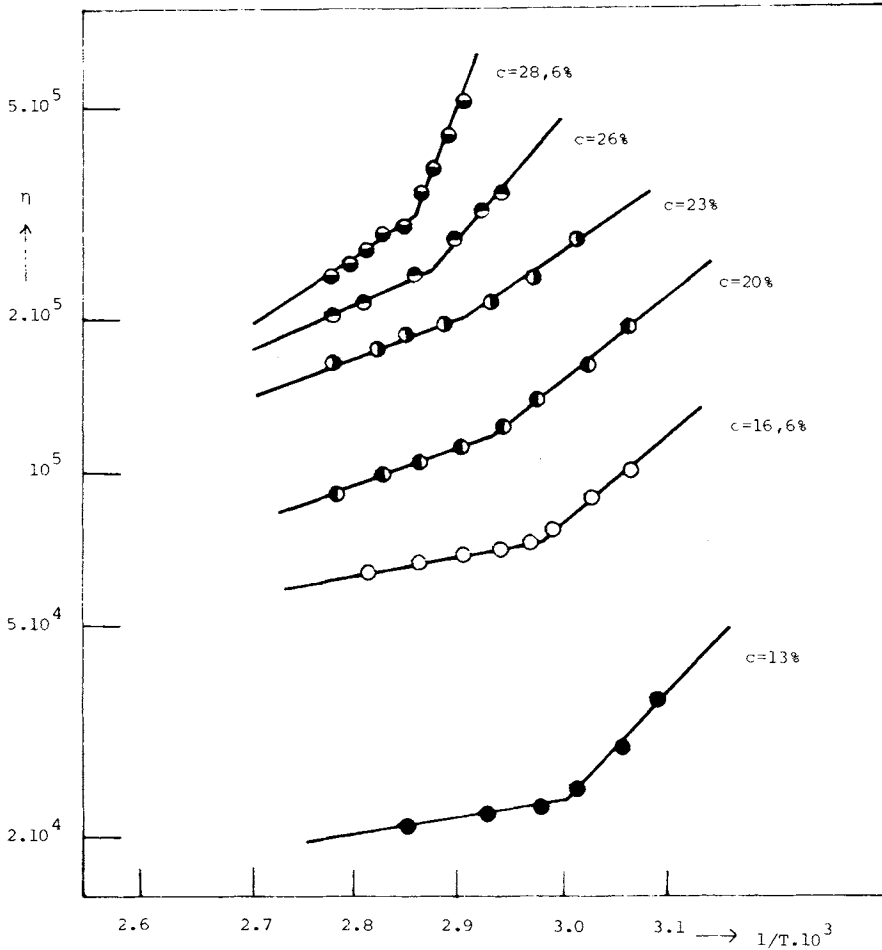 c=28,6%
5.10⁵
c=26%
η
c=23%
2.10⁵
c=20%
10⁵
c=16,6%
5.10⁴
c=13%
2.10⁴
2.6 2.7 2.8 2.9 3.0 3.1
1/T.10³